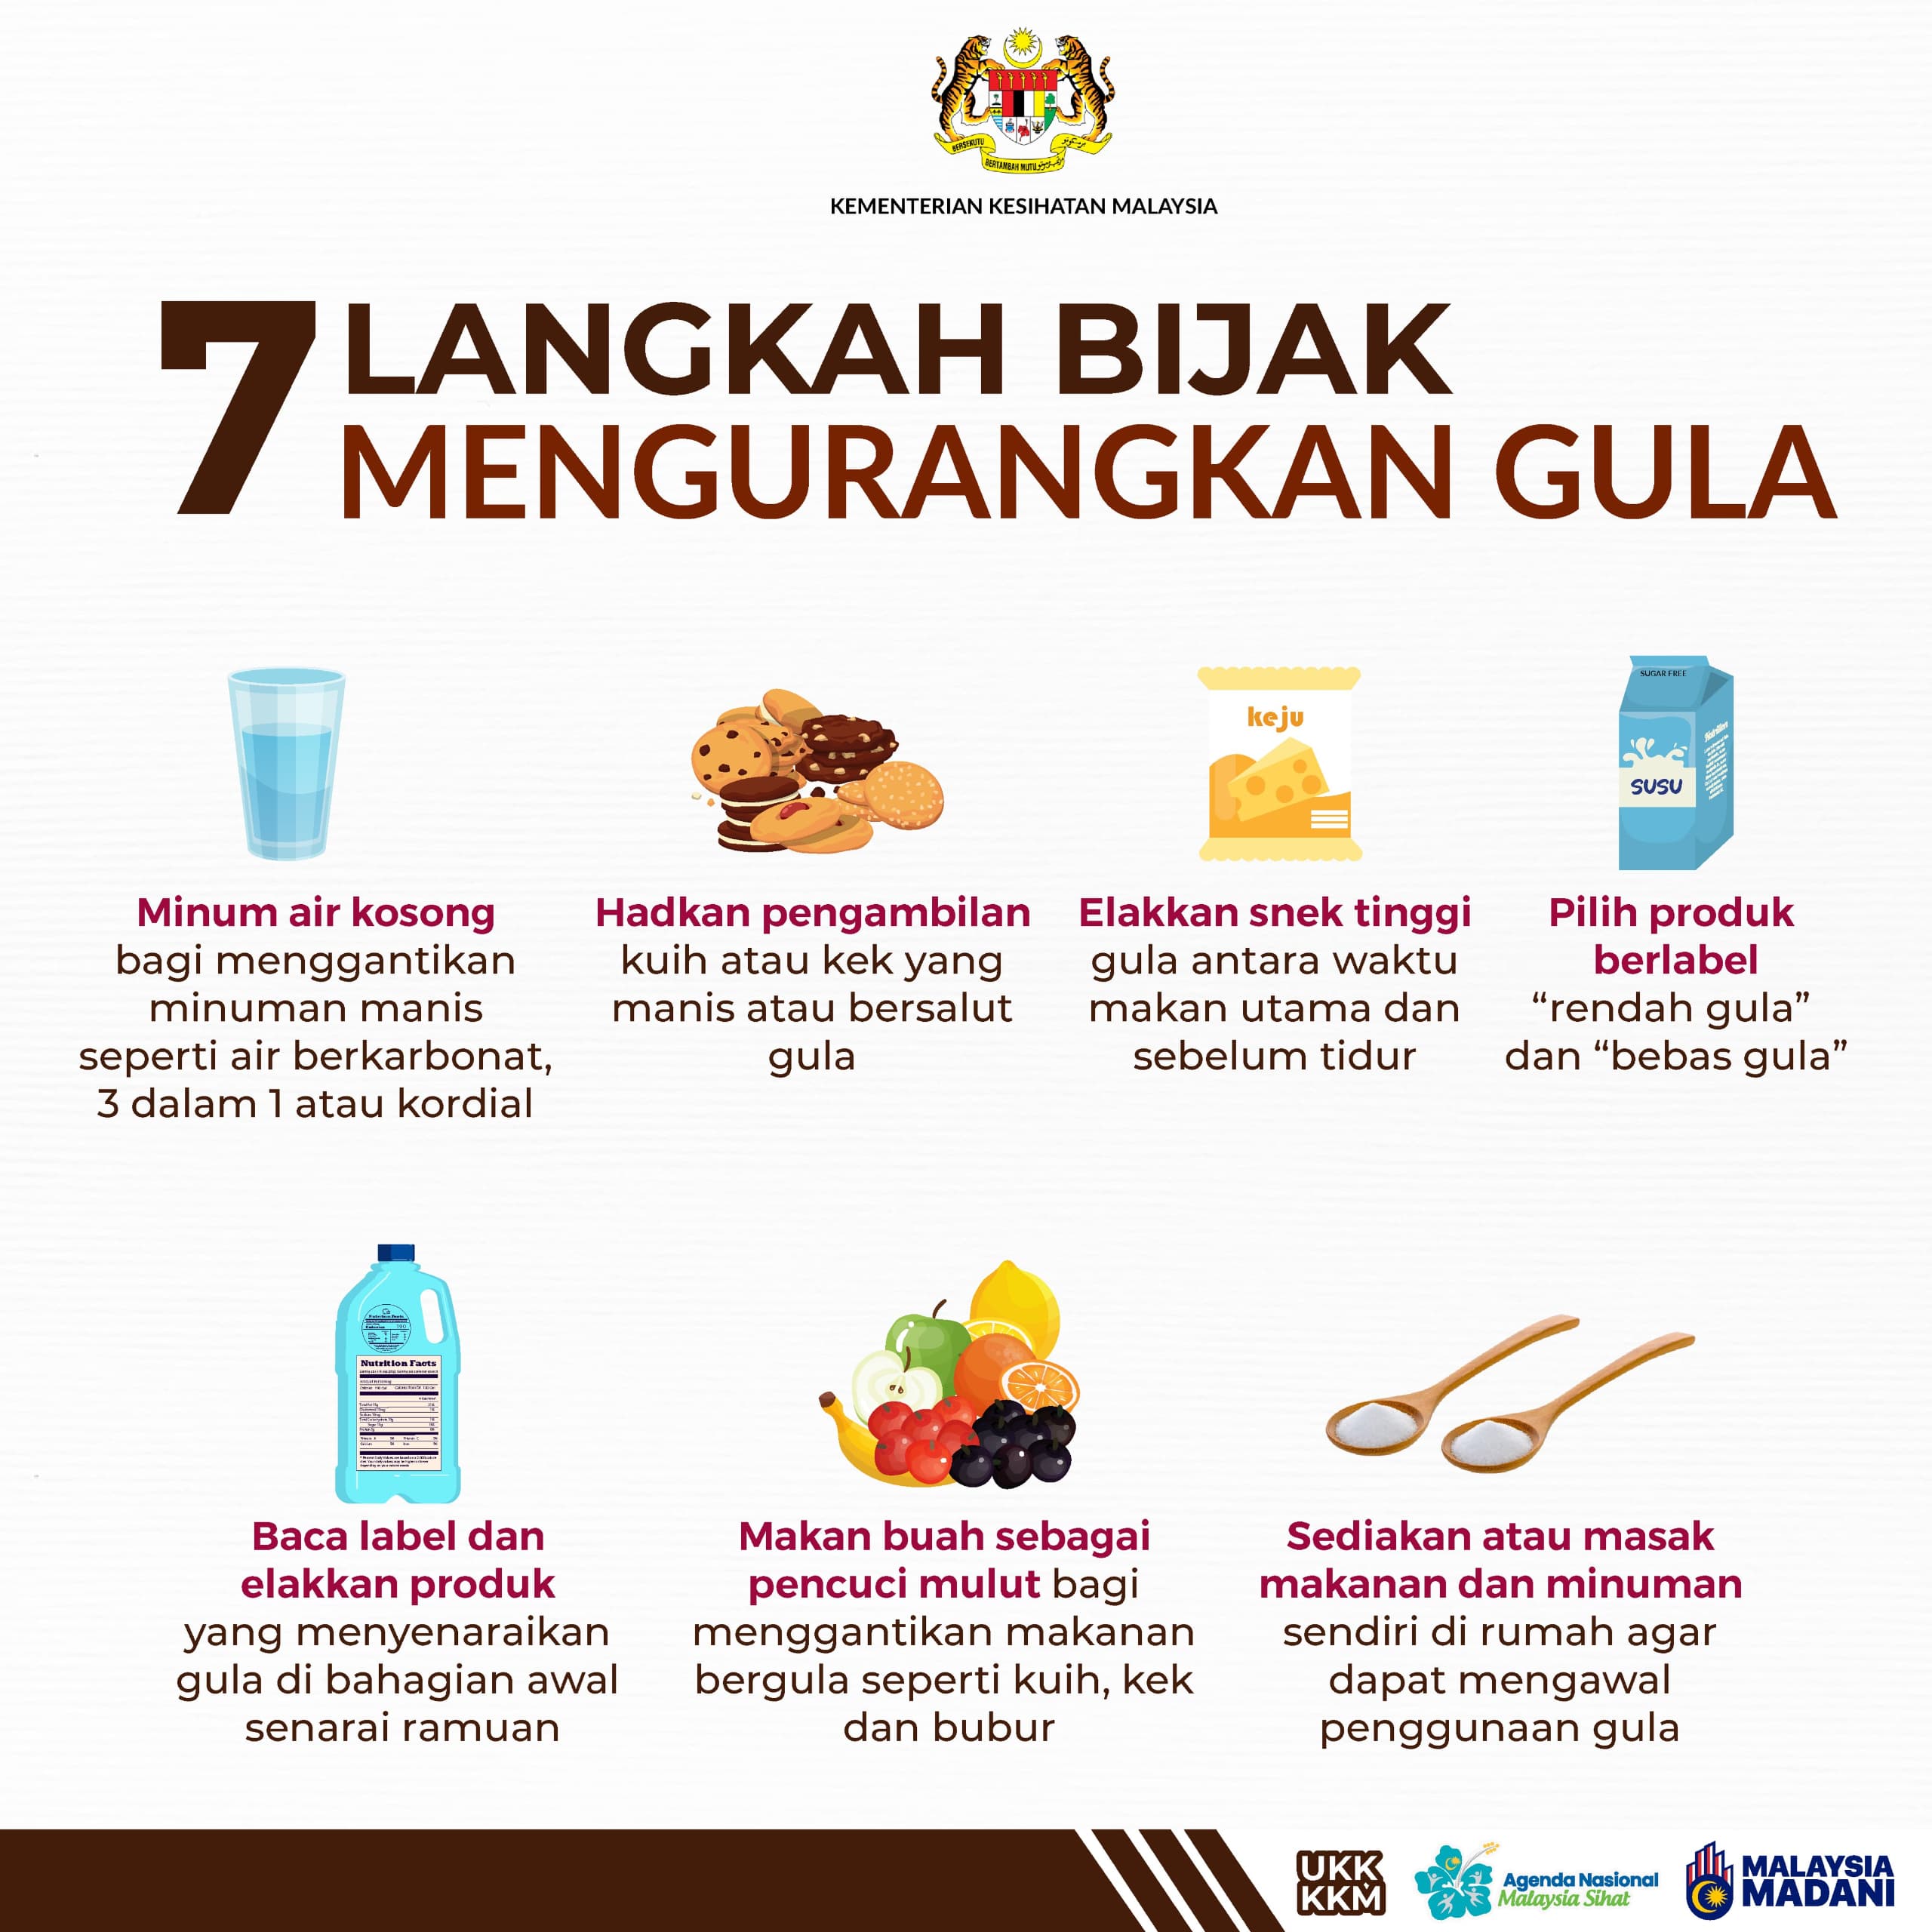 BERSEKUTU
BERTAMBAH MUTU
KEMENTERIAN KESIHATAN MALAYSIA
7 LANGKAH BIJAK
MENGURANGKAN GULA
keju
SUGAR FREE
SUSU
Minum air kosong
bagi menggantikan
minuman manis
seperti air berkarbonat,
3 dalam 1 atau kordial
Hadkan pengambilan
kuih atau kek yang
manis atau bersalut
gula
Elakkan snek tinggi
gula antara waktu
makan utama dan
sebelum tidur
Pilih produk
berlabel
“rendah gula”
dan “bebas gula”
Nutrition Facts
Baca label dan
elakkan produk
yang menyenaraikan
gula di bahagian awal
senarai ramuan
Makan buah sebagai
pencuci mulut bagi
menggantikan makanan
bergula seperti kuih, kek
dan bubur
Sediakan atau masak
makanan dan minuman
sendiri di rumah agar
dapat mengawal
penggunaan gula
UKK
KKM
Agenda Nasional
Malaysia Sihat
MALAYSIA
MADANI